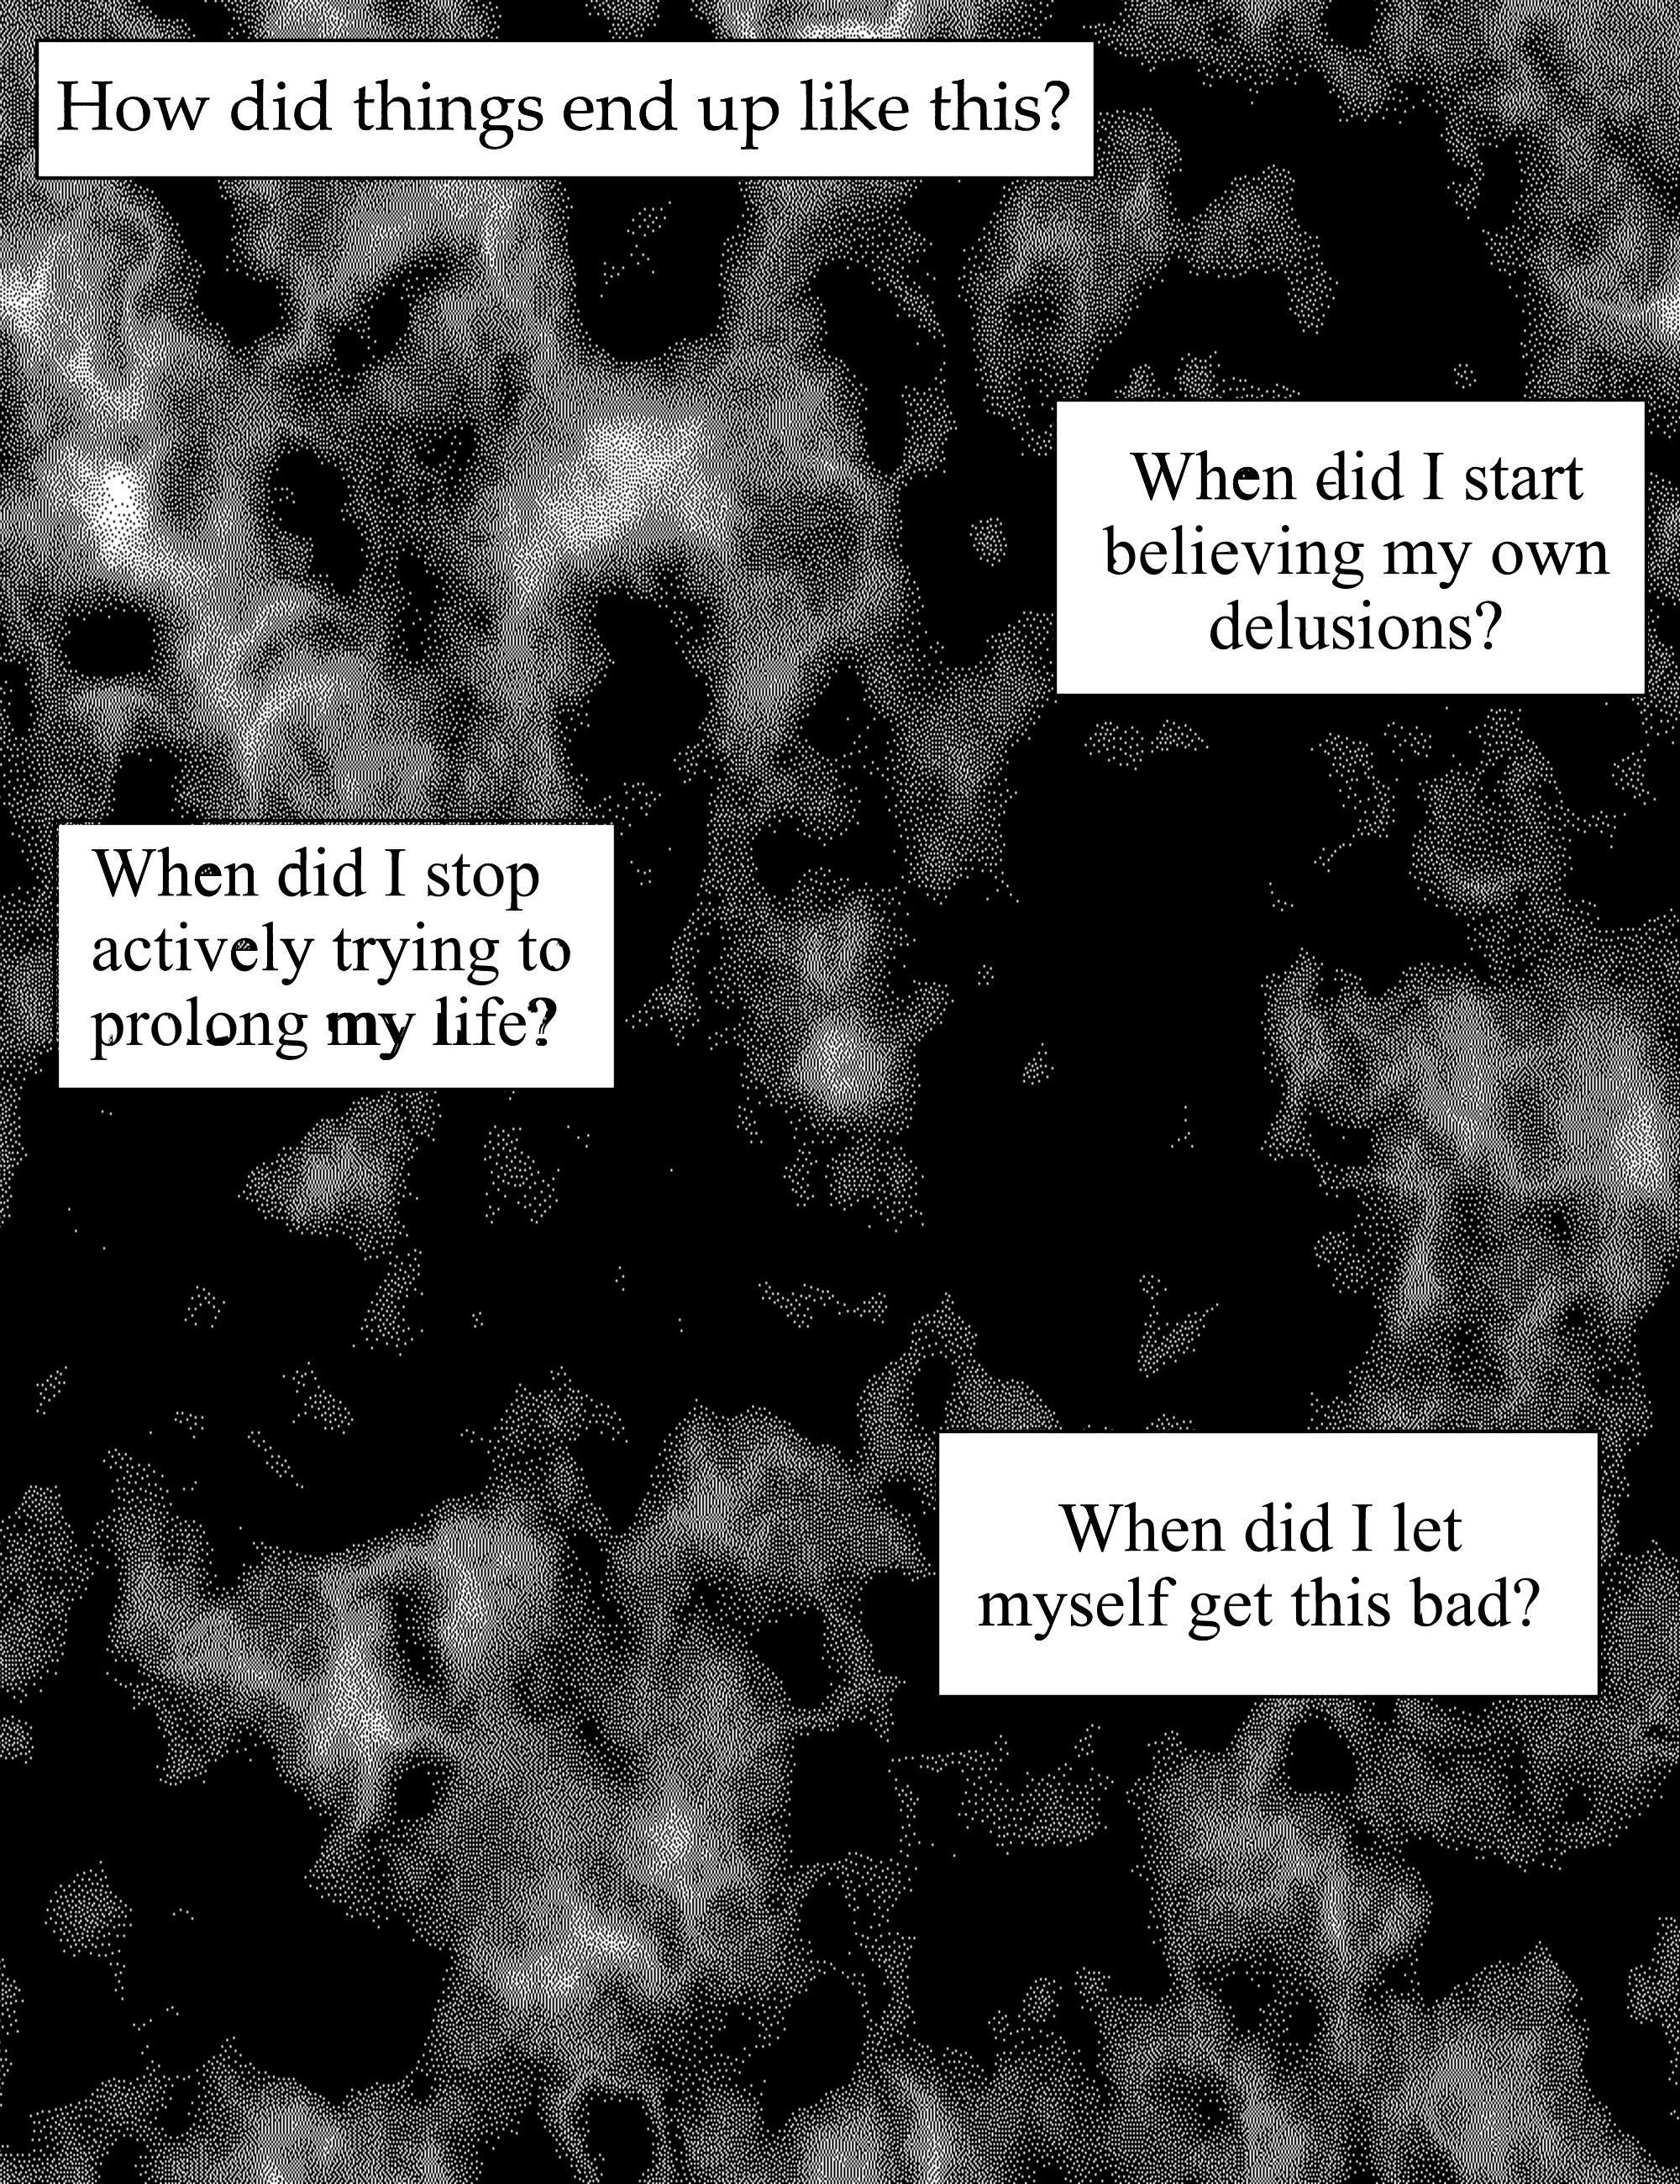 How did things end up like this?
When did I start
believing my own
delusions?
When did I stop
actively trying to
prolong my life?
When did I let
myself get this bad?